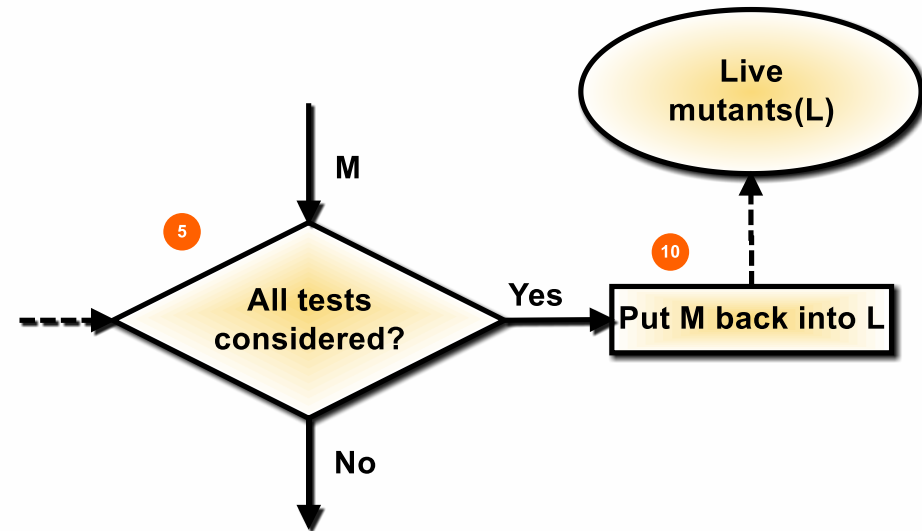 Live
mutants(L)
M
5
10
All tests
considered?
Yes
Put M back into L
No